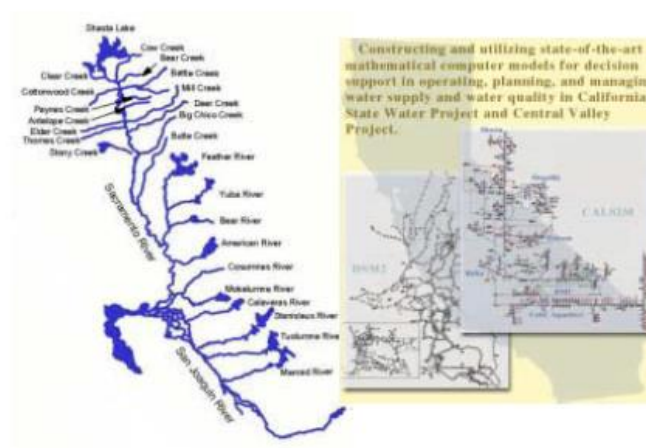 Shasta Lake
Cow Creek
Bear Creek
Battle Creek
Clear Creek
Mill Creek
Cottonwood Creek
Deer Creek
Paynes Creek
Big Chico Creek
Antelope Creek
Elder Creek
Thomes Creek
Butte Creek
Stony Creek
Feather River
Sacramento River
Yuba River
Bear River
American River
Cosumnes River
Mokelumne River
Calaveras River
Stanislaus River
Tuolumne Rive
Merced River
San Joaquin River
Constructing and utilizing state-of-the-art
mathematical computer models for decision
support in operating, planning, and managin
water supply and water quality in California
State Water Project and Central Valley
Project.
CALSIM
DSM2